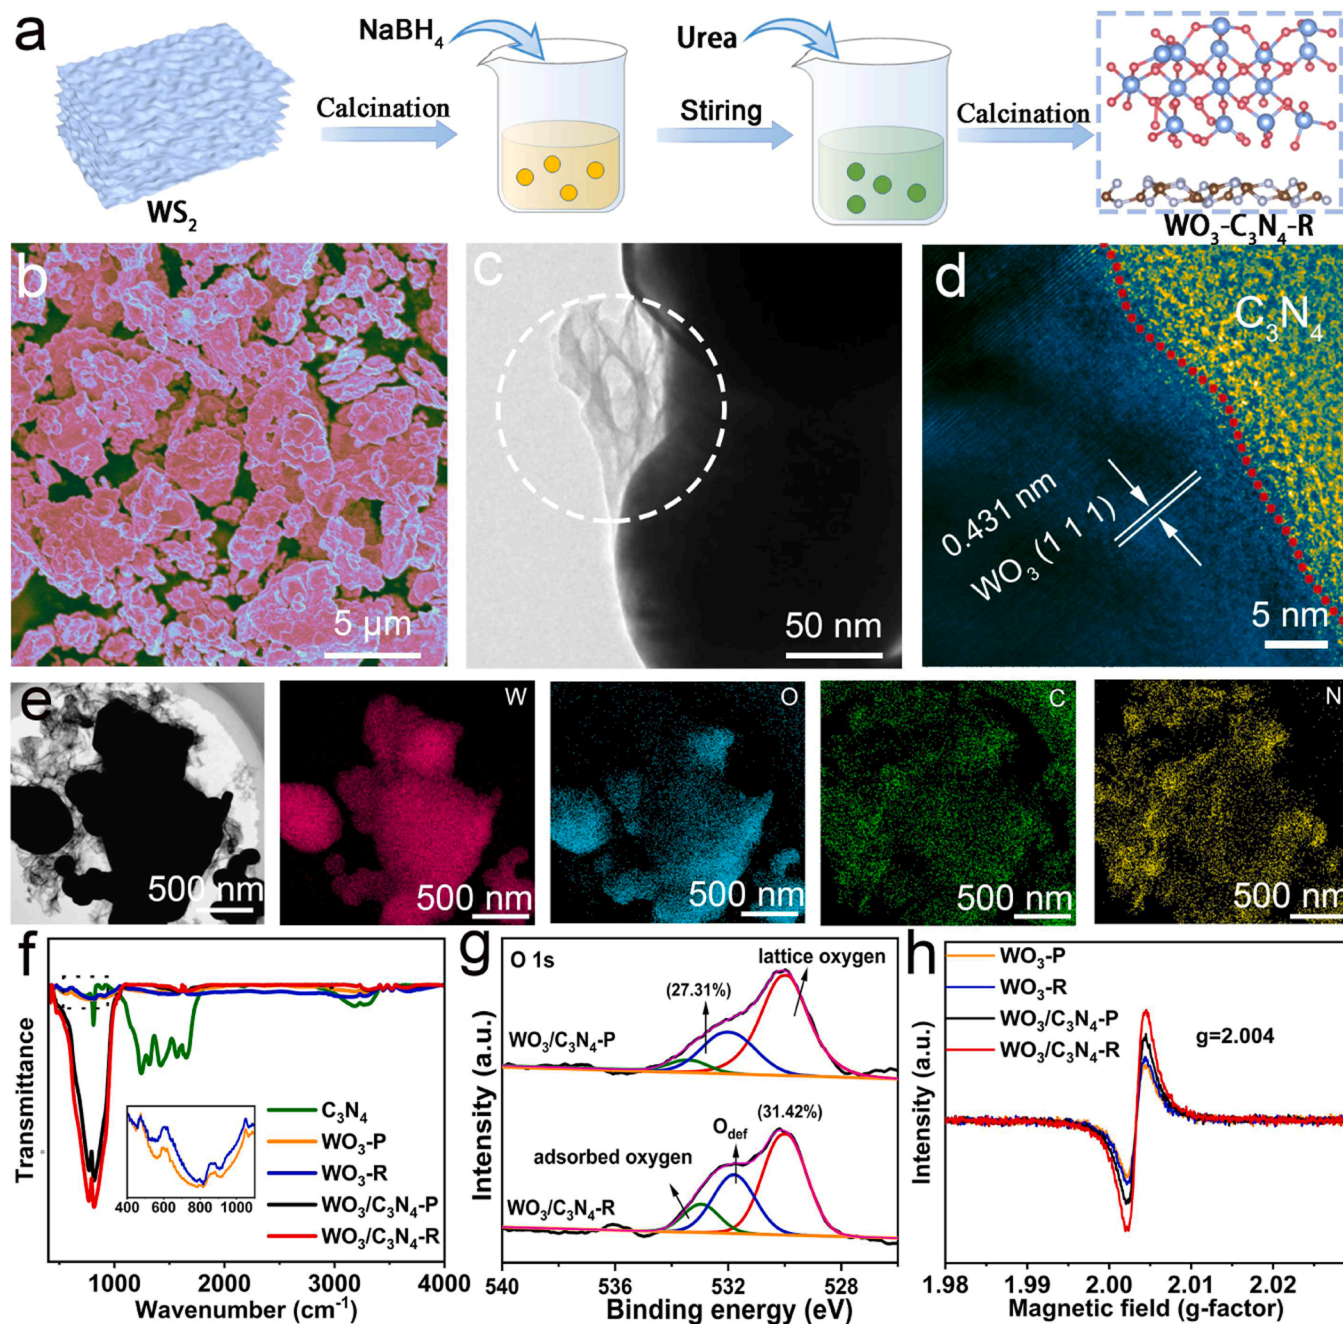 a
NaBH4
Urea
Calcination
Stiring
Calcination
WS2
WO3-C3N4-R
b
5 μm
c
50 nm
d
C3N4
0.431 nm
WO3 (1 1 1)
5 nm
e
500 nm
W
500 nm
O
500 nm
C
500 nm
N
500 nm
f
Transmittance
C3N4
WO3-P
WO3-R
WO3/C3N4-P
WO3/C3N4-R
400 600 800 1000
1000 2000 3000 4000
Wavenumber (cm-1)
g
O 1s
lattice oxygen
(27.31%)
WO3/C3N4-P
(31.42%)
Odef
adsorbed oxygen
WO3/C3N4-R
Intensity (a.u.)
540 536 532 528
Binding energy (eV)
h
WO3-P
WO3-R
WO3/C3N4-P
WO3/C3N4-R
g=2.004
Intensity (a.u.)
1.98 1.99 2.00 2.01 2.02
Magnetic field (g-factor)